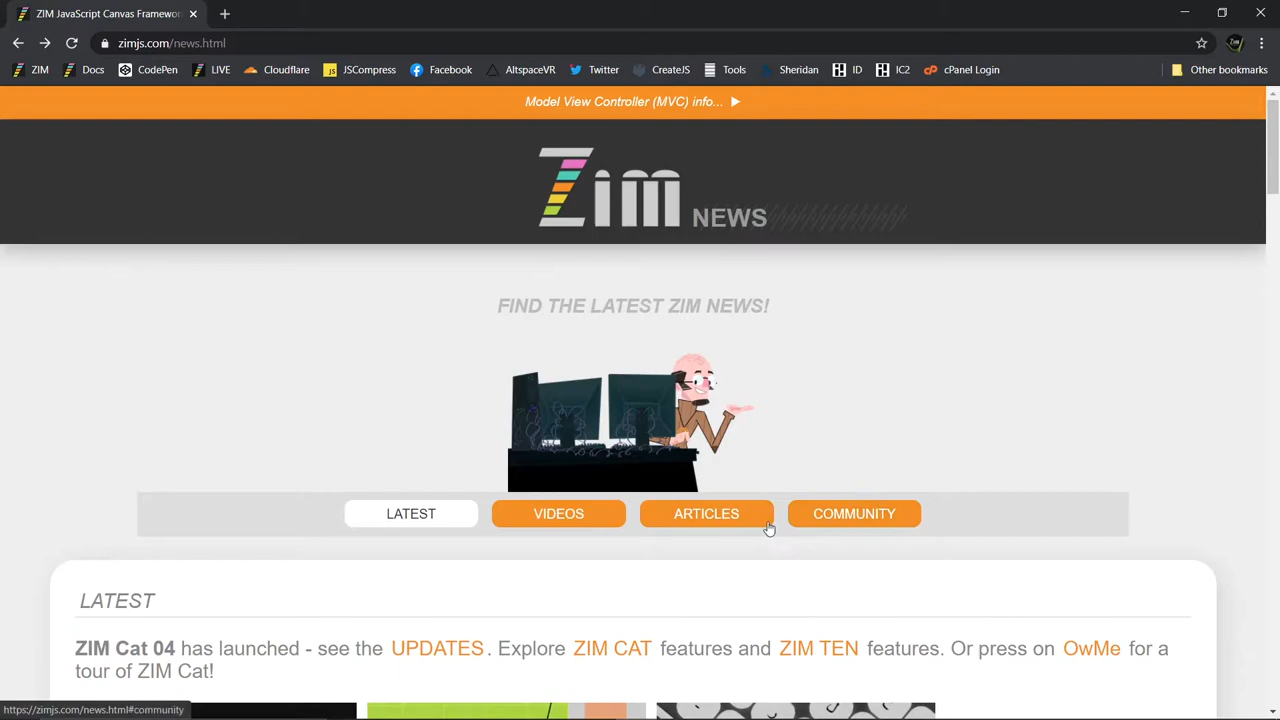 ZIM JavaScript Canvas Framewor
zimjs.com/news.html
ZIM Docs CodePen LIVE Cloudflare JSCompress Facebook AltspaceVR Twitter CreateJS Tools Sheridan ID IC2 cPanel Login Other bookmarks
Model View Controller (MVC) info...
Zim NEWS
FIND THE LATEST ZIM NEWS!
LATEST VIDEOS ARTICLES COMMUNITY
LATEST
ZIM Cat 04 has launched - see the UPDATES. Explore ZIM CAT features and ZIM TEN features. Or press on OwMe for a
tour of ZIM Cat!
https://zimjs.com/news.html#community